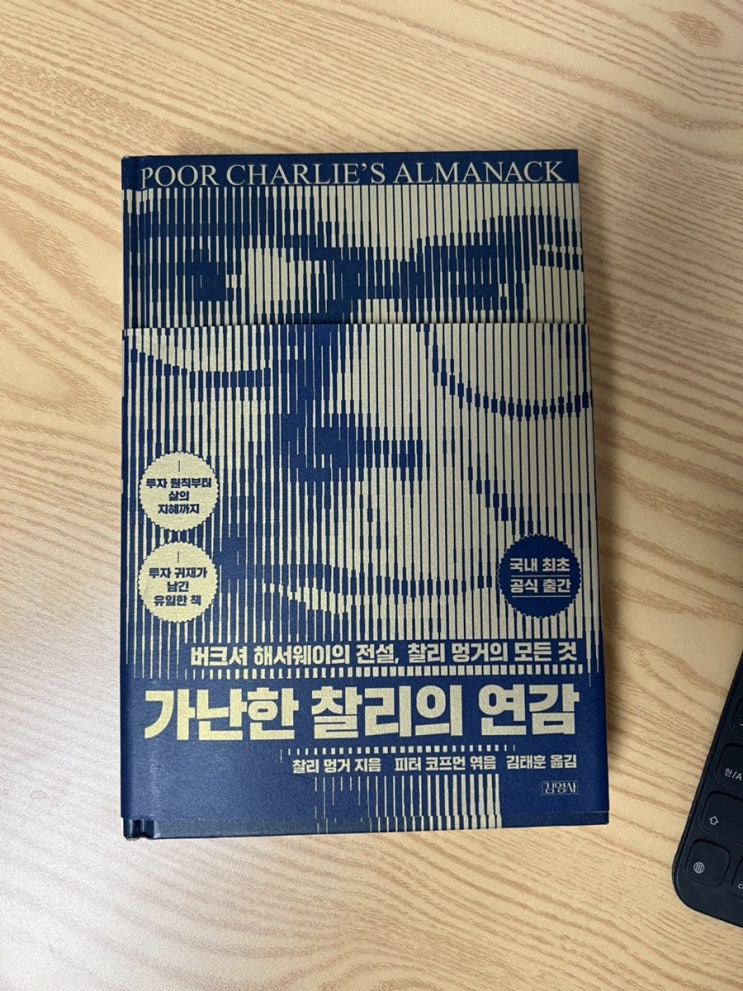 POOR CHARLIE'S ALMANACK
투자 원칙부터
삶의
지혜까지
투자 귀재가
남긴
유일한 책
국내 최초
공식 출간
버크셔 해서웨이의 전설, 찰리 멍거의 모든 것
가난한 찰리의 연감
찰리 멍거 지음 피터 코프먼 엮음 김태훈 옮김
김영사
한/A